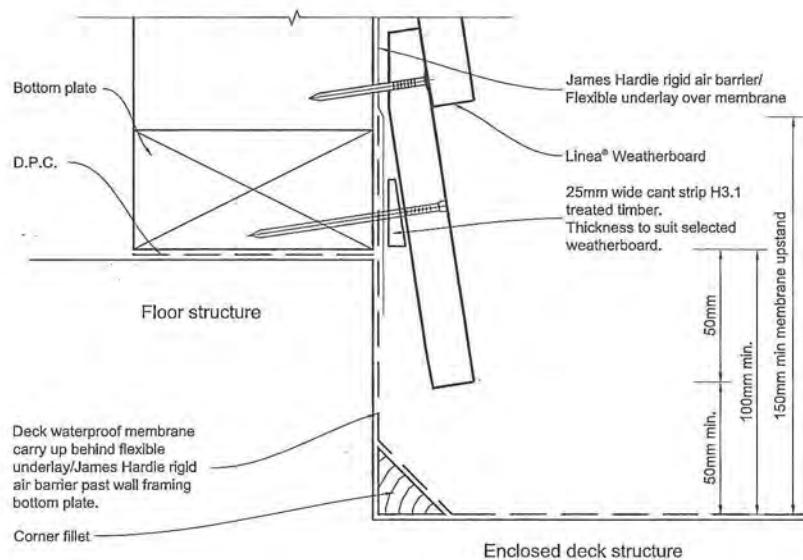 Bottom plate
D.P.C.
Floor structure
Deck waterproof membrane
carry up behind flexible
underlay/James Hardie rigid
air barrier past wall framing
bottom plate.
Corner fillet
James Hardie rigid air barrier/
Flexible underlay over membrane
Linea® Weatherboard
25mm wide cant strip H3.1
treated timber.
Thickness to suit selected
weatherboard.
50mm
50mm min.
100mm min.
150mm min membrane upstand
Enclosed deck structure